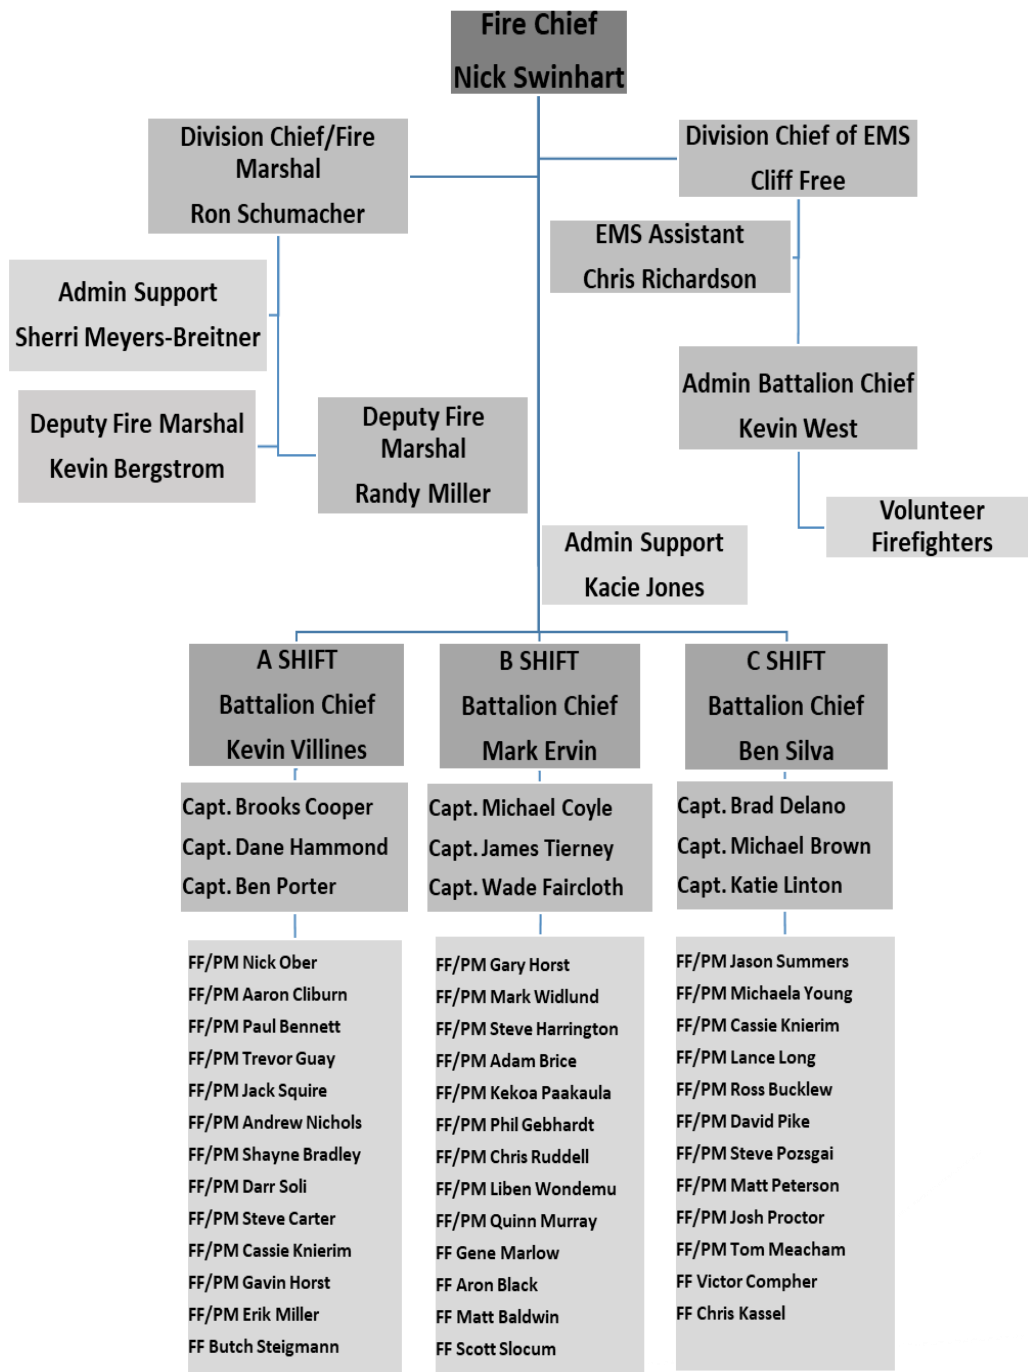 Fire Chief
Nick Swinhart
Division Chief/Fire
Marshal
Ron Schumacher
Division Chief of EMS
Cliff Free
EMS Assistant
Chris Richardson
Admin Support
Sherri Meyers-Breitner
Admin Battalion Chief
Kevin West
Deputy Fire Marshal
Kevin Bergstrom
Deputy Fire
Marshal
Randy Miller
Volunteer
Firefighters
Admin Support
Kacie Jones
A SHIFT
Battalion Chief
Kevin Villines
Capt. Brooks Cooper
Capt. Dane Hammond
Capt. Ben Porter
FF/PM Nick Ober
FF/PM Aaron Cliburn
FF/PM Paul Bennett
FF/PM Trevor Guay
FF/PM Jack Squire
FF/PM Andrew Nichols
FF/PM Shayne Bradley
FF/PM Darr Soli
FF/PM Steve Carter
FF/PM Cassie Knierim
FF/PM Gavin Horst
FF/PM Erik Miller
FF Butch Steigmann
B SHIFT
Battalion Chief
Mark Ervin
Capt. Michael Coyle
Capt. James Tierney
Capt. Wade Faircloth
FF/PM Gary Horst
FF/PM Mark Widlund
FF/PM Steve Harrington
FF/PM Adam Brice
FF/PM Kekoa Paakaula
FF/PM Phil Gebhardt
FF/PM Chris Ruddell
FF/PM Liben Wondemu
FF/PM Quinn Murray
FF Gene Marlow
FF Aron Black
FF Matt Baldwin
FF Scott Slocum
C SHIFT
Battalion Chief
Ben Silva
Capt. Brad Delano
Capt. Michael Brown
Capt. Katie Linton
FF/PM Jason Summers
FF/PM Michaela Young
FF/PM Cassie Knierim
FF/PM Lance Long
FF/PM Ross Bucklew
FF/PM David Pike
FF/PM Steve Pozsgai
FF/PM Matt Peterson
FF/PM Josh Proctor
FF/PM Tom Meacham
FF Victor Compher
FF Chris Kassel